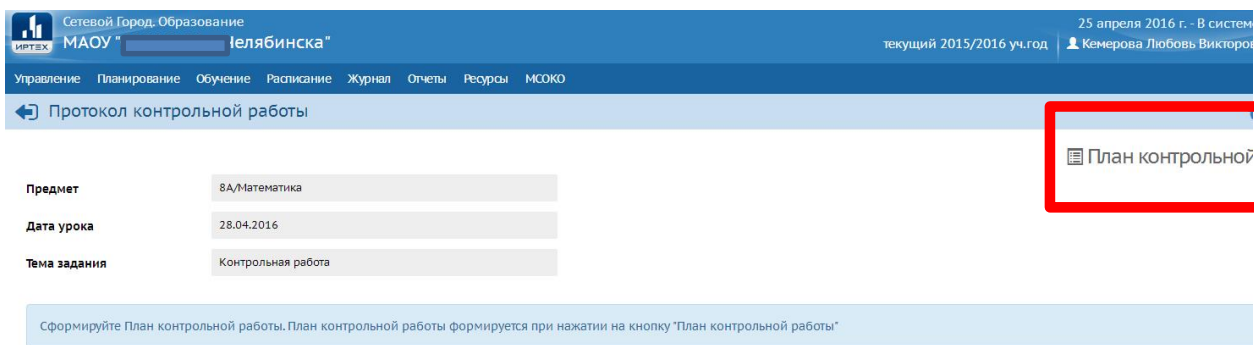 Сетевой Город. Образование
25 апреля 2016 г. - В систем
ИРТЕХ
МАОУ " Челябинска"
текущий 2015/2016 уч.год
Кемерова Любовь Викторов
Управление Планирование Обучение Расписание Журнал Отчеты Ресурсы МСОКО
Протокол контрольной работы
План контрольной
Предмет 8А/Математика
Дата урока 28.04.2016
Тема задания Контрольная работа
Сформируйте План контрольной работы. План контрольной работы формируется при нажатии на кнопку "План контрольной работы"